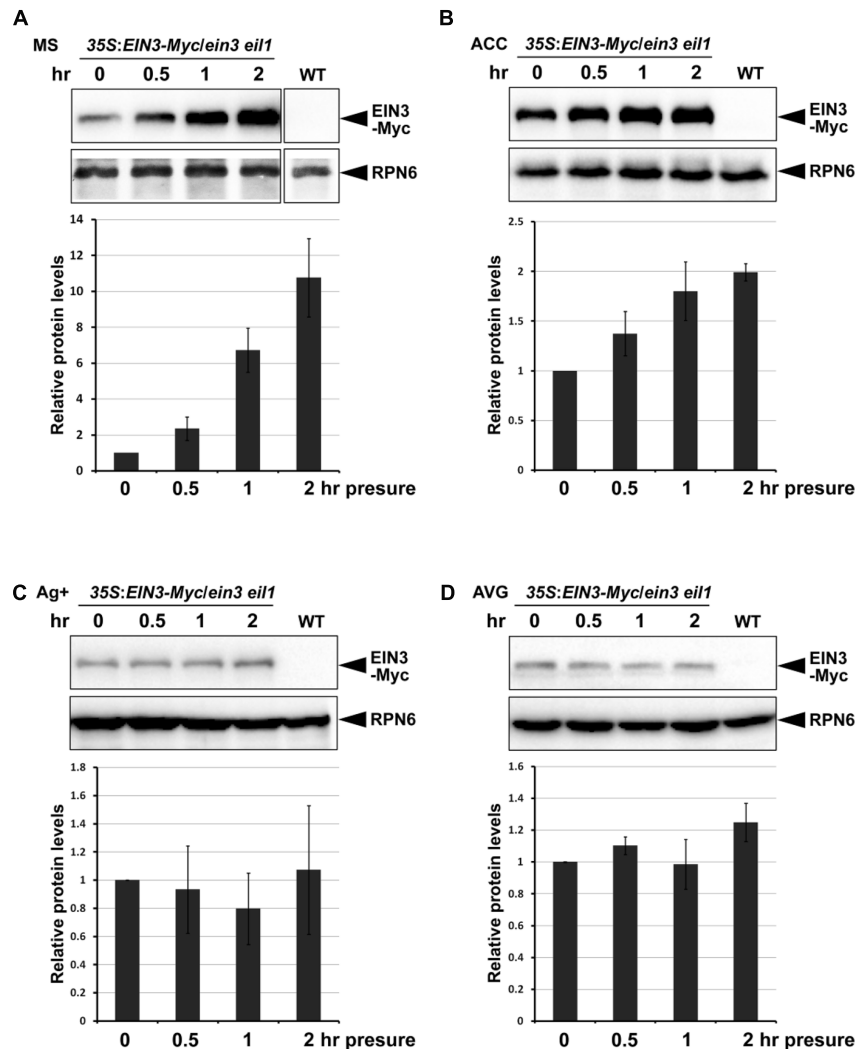 A
MS 35S:EIN3-Myc/ein3 eil1
hr 0 0.5 1 2 WT
EIN3
-Myc
RPN6
Relative protein levels
14
12
10
8
6
4
2
0
0 0.5 1 2 hr presure
B
ACC 35S:EIN3-Myc/ein3 eil1
hr 0 0.5 1 2 WT
EIN3
-Myc
RPN6
Relative protein levels
2.5
2
1.5
1
0.5
0
0 0.5 1 2 hr presure
C Ag+ 35S:EIN3-Myc/ein3 eil1
hr 0 0.5 1 2 WT
EIN3
-Myc
RPN6
Relative protein levels
1.8
1.6
1.4
1.2
1.0
0.8
0.6
0.4
0.2
0
0 0.5 1 2 hr presure
D AVG 35S:EIN3-Myc/ein3 eil1
hr 0 0.5 1 2 WT
EIN3
-Myc
RPN6
Relative protein levels
1.6
1.4
1.2
1
0.8
0.6
0.4
0.2
0
0 0.5 1 2 hr presure